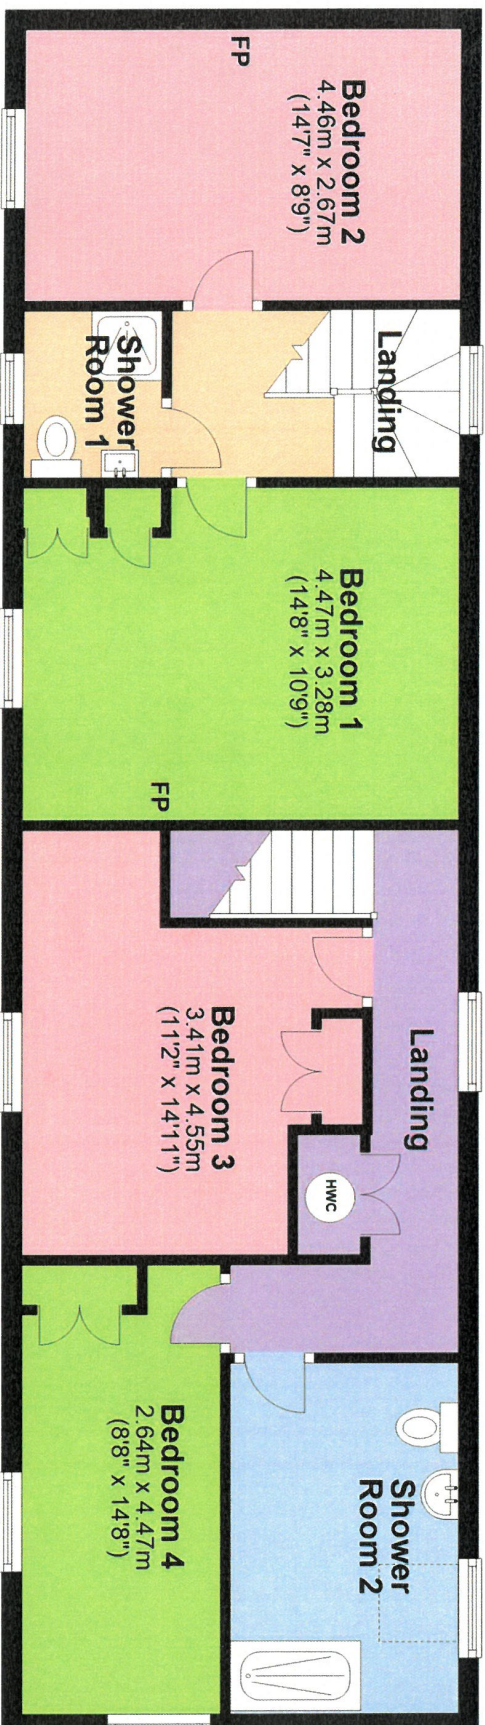 FP
Bedroom 2
4.46m x 2.67m
(14'7" x 8'9")
Landing
Shower
Room 1
Bedroom 1
4.47m x 3.28m
(14'8" x 10'9")
FP
Landing
Bedroom 3
3.41m x 4.55m
(11'2" x 14'11")
HWC
Bedroom 4
2.64m x 4.47m
(8'8" x 14'8")
Shower
Room 2